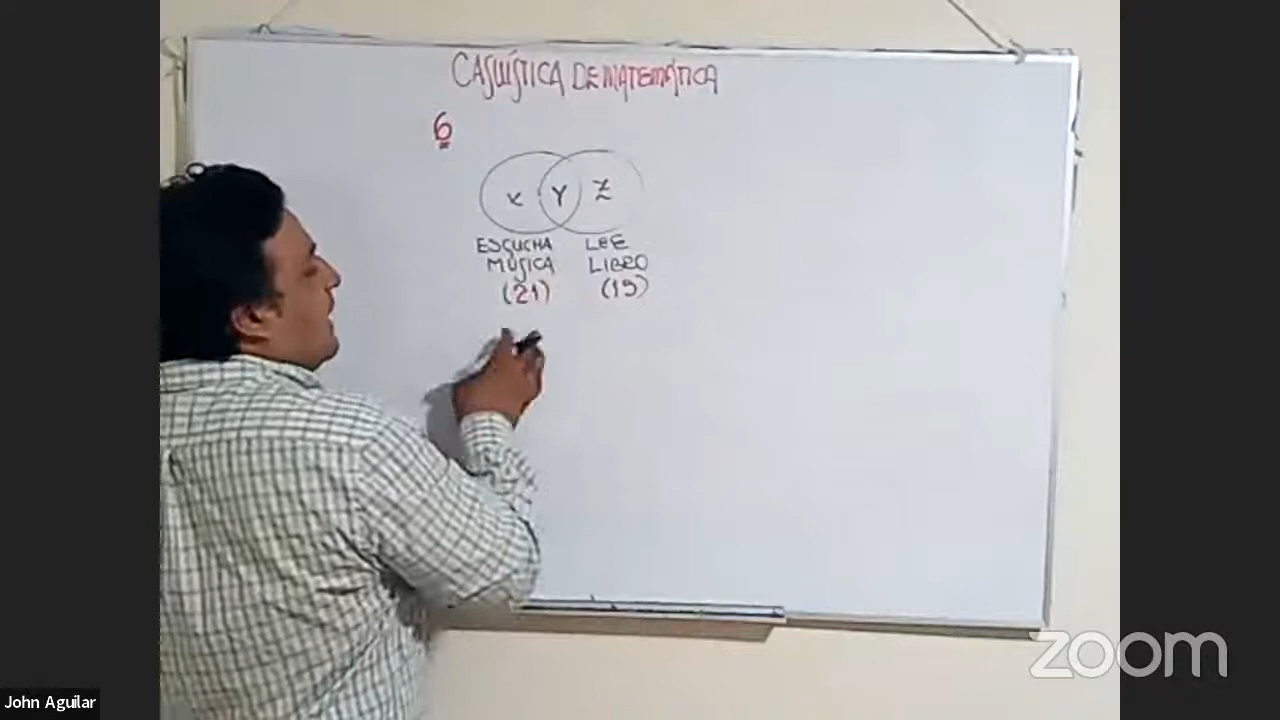 CASUÍSTICA DE MATEMÁTICA
6
X Y Z
ESCUCHA MÚSICA (21)
LEE LIBRO (15)
zoom
John Aguilar